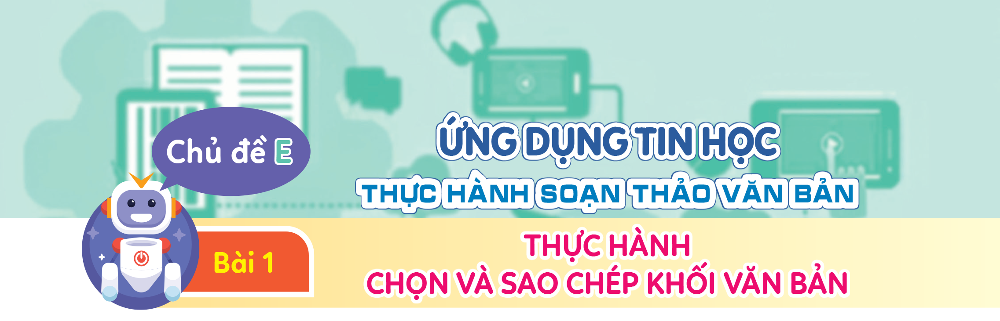 Chủ đề E
ỨNG DỤNG TIN HỌC
THỰC HÀNH SOẠN THẢO VĂN BẢN
Bài 1
THỰC HÀNH
CHỌN VÀ SAO CHÉP KHỐI VĂN BẢN